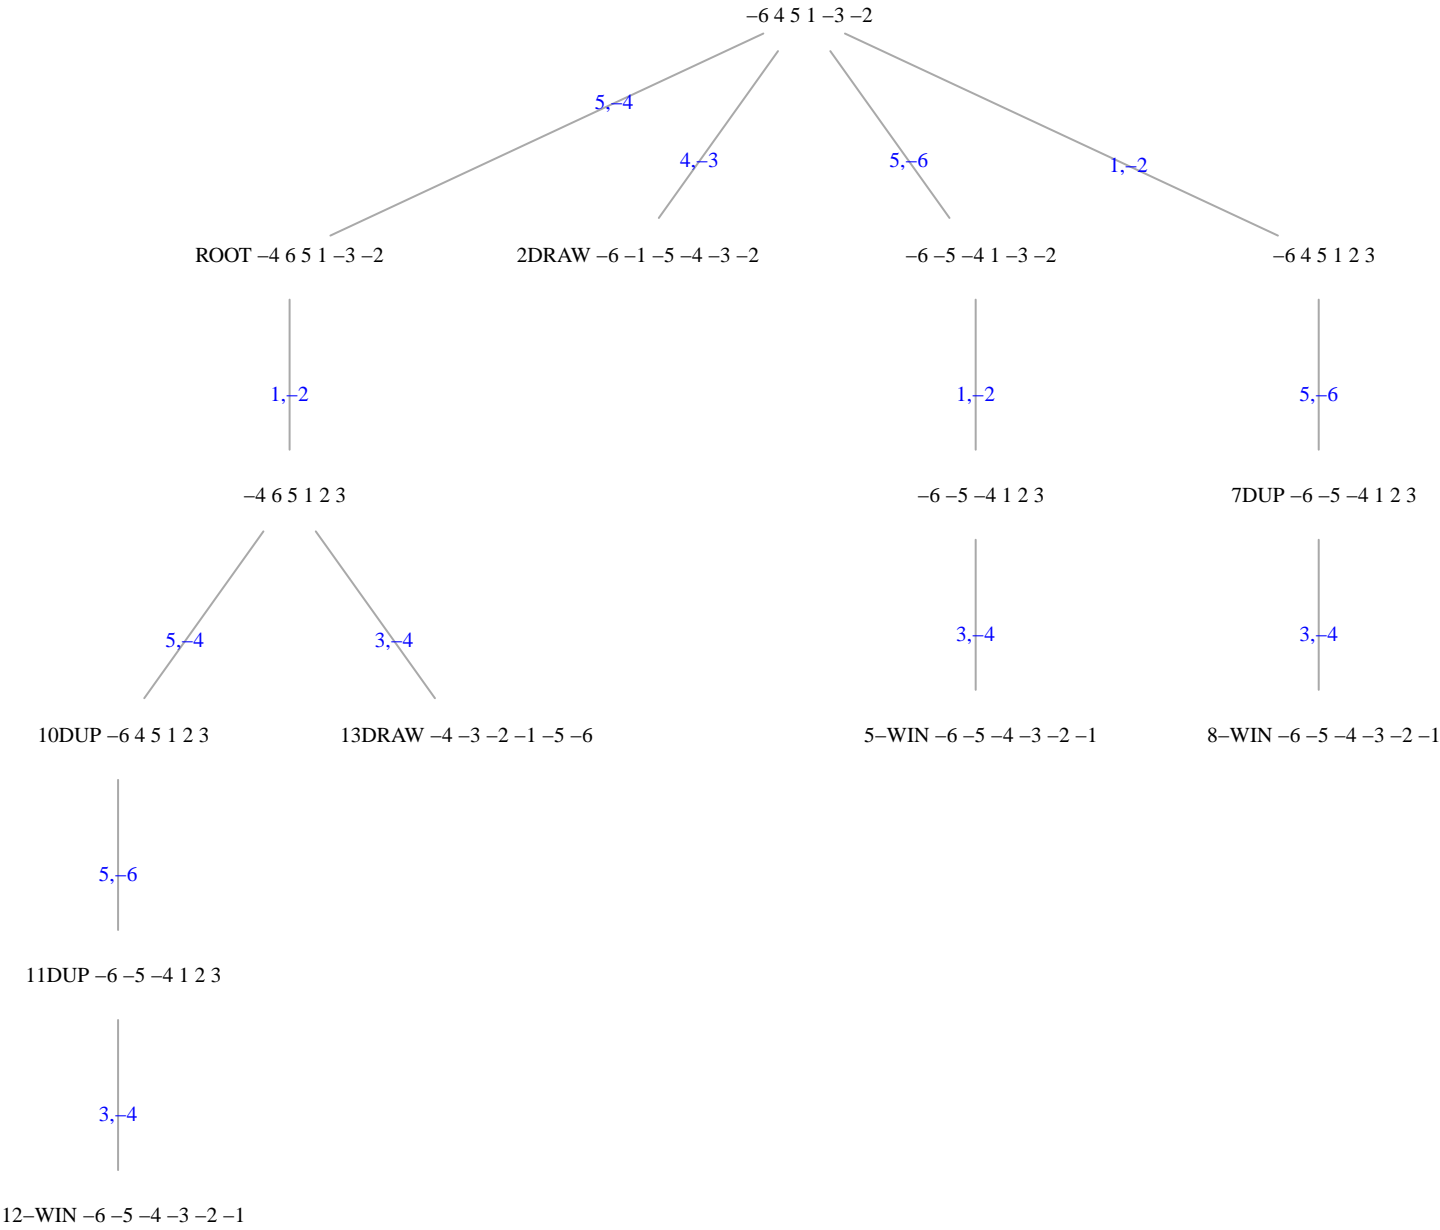 –6 4 5 1 –3 –2
5,–4
4,–3
5,–6
1,–2
ROOT –4 6 5 1 –3 –2
2DRAW –6 –1 –5 –4 –3 –2
–6 –5 –4 1 –3 –2
–6 4 5 1 2 3
1,–2
1,–2
5,–6
–4 6 5 1 2 3
–6 –5 –4 1 2 3
7DUP –6 –5 –4 1 2 3
5,–4
3,–4
3,–4
3,–4
10DUP –6 4 5 1 2 3
13DRAW –4 –3 –2 –1 –5 –6
5–WIN –6 –5 –4 –3 –2 –1
8–WIN –6 –5 –4 –3 –2 –1
5,–6
11DUP –6 –5 –4 1 2 3
3,–4
12–WIN –6 –5 –4 –3 –2 –1